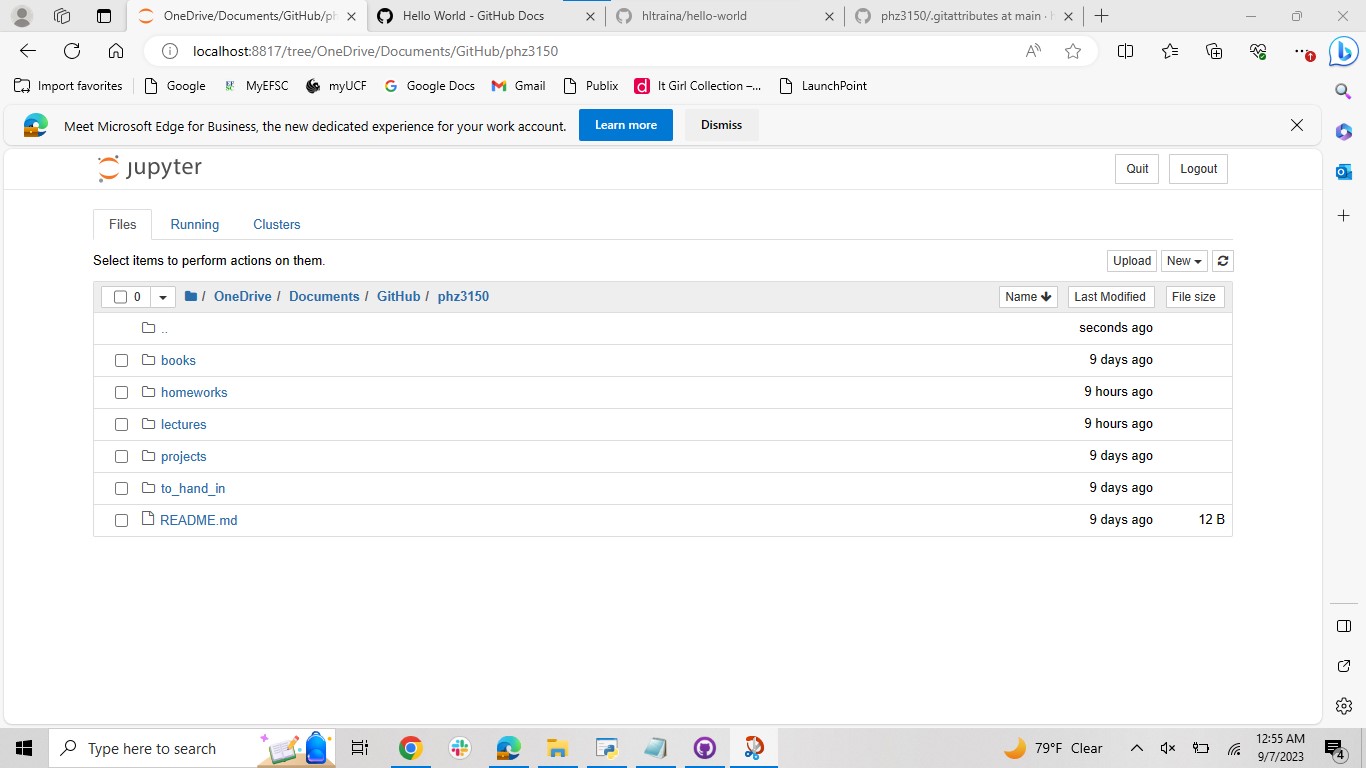 OneDrive/Documents/GitHub/ph
Hello World - GitHub Docs
hltraina/hello-world
phz3150/.gitattributes at main · h
localhost:8817/tree/OneDrive/Documents/GitHub/phz3150
Import favorites
Google
MyEFSC
myUCF
Google Docs
Gmail
Publix
It Girl Collection –...
LaunchPoint
Meet Microsoft Edge for Business, the new dedicated experience for your work account.
Learn more
Dismiss
jupyter
Quit
Logout
Files
Running
Clusters
Select items to perform actions on them.
Upload
New
0
/ OneDrive / Documents / GitHub / phz3150
Name
Last Modified
File size
..
seconds ago
books
9 days ago
homeworks
9 hours ago
lectures
9 hours ago
projects
9 days ago
to_hand_in
9 days ago
README.md
9 days ago
12 B
Type here to search
79°F Clear
12:55 AM
9/7/2023
4